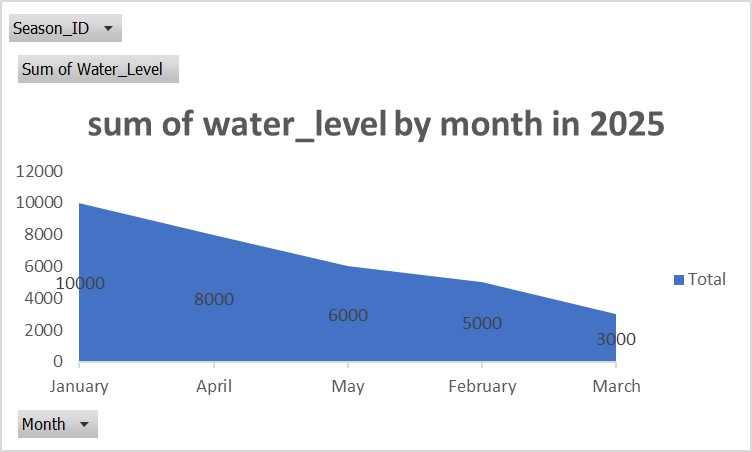 Season_ID
Sum of Water_Level
sum of water_level by month in 2025
12000
10000
8000
6000
4000
2000
0
10000
8000
6000
5000
3000
January April May February March
Total
Month